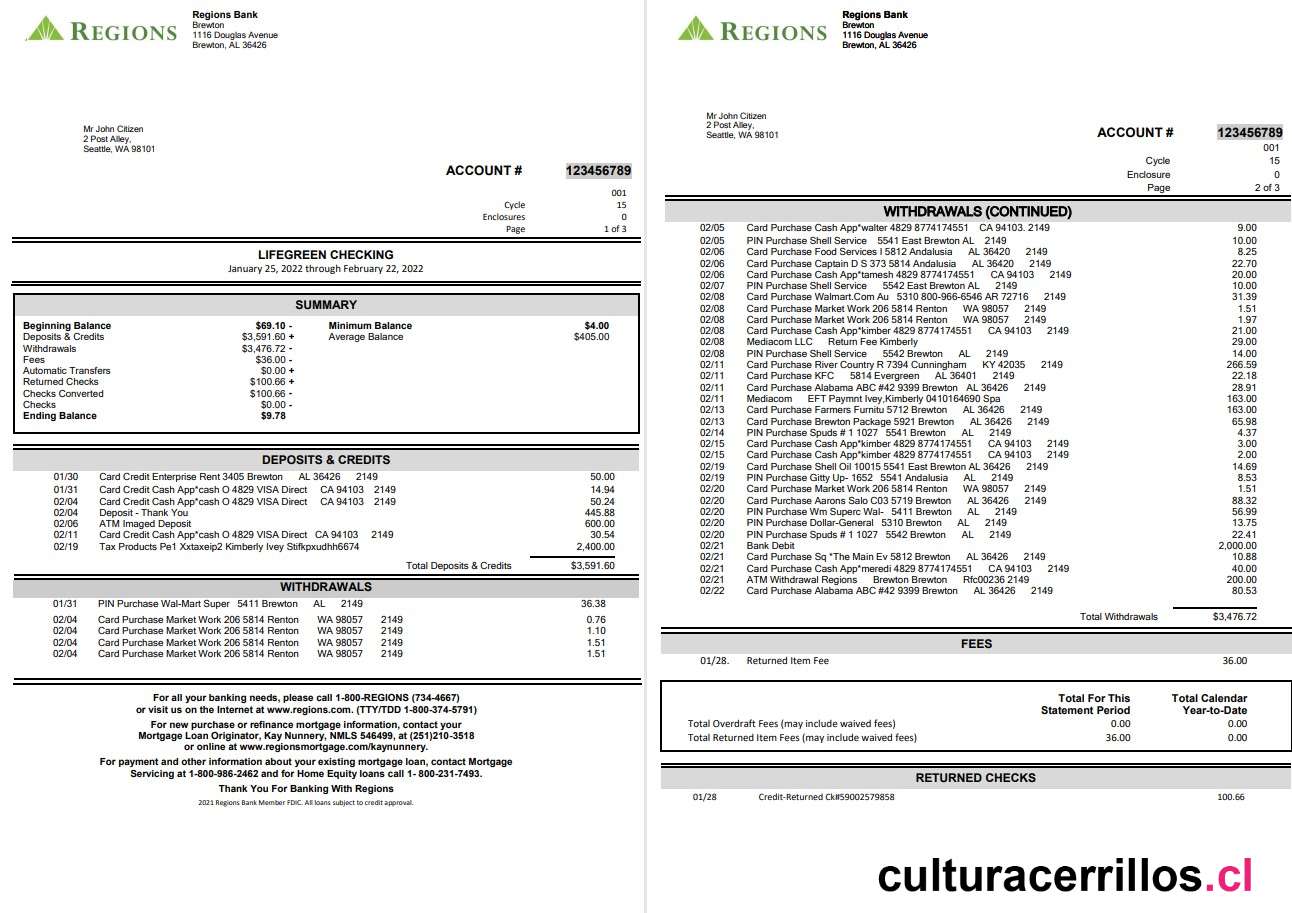 REGIONS
Regions Bank
Brewton
1116 Douglas Avenue
Brewton, AL 36426
Mr John Citizen
2 Post Alley,
Seattle, WA 98101
ACCOUNT # 123456789
001
Cycle 15
Enclosures 0
Page 1 of 3
LIFEGREEN CHECKING
January 25, 2022 through February 22, 2022
SUMMARY
Beginning Balance $69.10 - Minimum Balance $4.00
Deposits & Credits $3,591.60 + Average Balance $405.00
Withdrawals $3,476.72 -
Fees $36.00 -
Automatic Transfers $0.00 +
Returned Checks $100.66 +
Checks Converted $100.66 -
Checks $0.00 -
Ending Balance $9.78
DEPOSITS & CREDITS
01/30 Card Credit Enterprise Rent 3405 Brewton AL 36426 2149 50.00
01/31 Card Credit Cash App*cash O 4829 VISA Direct CA 94103 2149 14.94
02/04 Card Credit Cash App*cash O 4829 VISA Direct CA 94103 2149 50,24
02/04 Deposit - Thank You 445.88
02/06 ATM Imaged Deposit 600.00
02/11 Card Credit Cash App*cash O 4829 VISA Direct CA 94103 2149 30.54
02/19 Tax Products Pe1 Xxtaxeip2 Kimberly Ivey Stifkpxudhh6674 2,400.00
Total Deposits & Credits $3,591.60
WITHDRAWALS
01/31 PIN Purchase Wal-Mart Super 5411 Brewton AL 2149 36.38
02/04 Card Purchase Market Work 206 5814 Renton WA 98057 2149 0.76
02/04 Card Purchase Market Work 206 5814 Renton WA 98057 2149 1.10
02/04 Card Purchase Market Work 206 5814 Renton WA 98057 2149 1.51
02/04 Card Purchase Market Work 206 5814 Renton WA 98057 2149 1.51
For all your banking needs, please call 1-800-REGIONS (734-4667)
or visit us on the Internet at www.regions.com. (TTY/TDD 1-800-374-5791)
For new purchase or refinance mortgage information, contact your
Mortgage Loan Originator, Kay Nunnery, NMLS 546499, at (251)210-3518
or online at www.regionsmortgage.com/kaynunnery.
For payment and other information about your existing mortgage loan, contact Mortgage
Servicing at 1-800-986-2462 and for Home Equity loans call 1- 800-231-7493.
Thank You For Banking With Regions
2021 Regions Bank Member FDIC. All loans subject to credit approval.
REGIONS
Regions Bank
Brewton
1116 Douglas Avenue
Brewton, AL 36426
Mr John Citizen
2 Post Alley,
Seattle, WA 98101
ACCOUNT # 123456789
001
Cycle 15
Enclosure 0
Page 2 of 3
WITHDRAWALS (CONTINUED)
02/05 Card Purchase Cash App*walter 4829 8774174551 CA 94103. 2149 9.00
02/05 PIN Purchase Shell Service 5541 East Brewton AL 2149 10.00
02/06 Card Purchase Food Services I 5812 Andalusia AL 36420 2149 8.25
02/06 Card Purchase Captain D S 373 5814 Andalusia AL 36420 2149 22.70
02/06 Card Purchase Cash App*tamesh 4829 8774174551 CA 94103 2149 20.00
02/07 PIN Purchase Shell Service 5542 East Brewton AL 2149 10.00
02/08 Card Purchase Walmart.Com Au 5310 800-966-6546 AR 72716 2149 31.39
02/08 Card Purchase Market Work 206 5814 Renton WA 98057 2149 1.51
02/08 Card Purchase Market Work 206 5814 Renton WA 98057 2149 1.97
02/08 Card Purchase Cash App*kimber 4829 8774174551 CA 94103 2149 21.00
02/08 Mediacom LLC Return Fee Kimberly 29.00
02/08 PIN Purchase Shell Service 5542 Brewton AL 2149 14.00
02/11 Card Purchase River Country R 7394 Cunningham KY 42035 2149 266.59
02/11 Card Purchase KFC 5814 Evergreen AL 36401 2149 22.18
02/11 Card Purchase Alabama ABC #42 9399 Brewton AL 36426 2149 28.91
02/11 Mediacom EFT Paymnt Ivey,Kimberly 0410164690 Spa 163.00
02/13 Card Purchase Farmers Furnitu 5712 Brewton AL 36426 2149 163.00
02/13 Card Purchase Brewton Package 5921 Brewton AL 36426 2149 65.98
02/14 PIN Purchase Spuds # 1 1027 5541 Brewton AL 2149 4.37
02/15 Card Purchase Cash App*kimber 4829 8774174551 CA 94103 2149 3.00
02/15 Card Purchase Cash App*kimber 4829 8774174551 CA 94103 2149 2.00
02/19 Card Purchase Shell Oil 10015 5541 East Brewton AL 36426 2149 14.69
02/19 PIN Purchase Gitty Up- 1652 5541 Andalusia AL 2149 8.53
02/20 Card Purchase Market Work 206 5814 Renton WA 98057 2149 1.51
02/20 Card Purchase Aarons Salo C03 5719 Brewton AL 36426 2149 88.32
02/20 PIN Purchase Wm Superc Wal- 5411 Brewton AL 2149 56.99
02/20 PIN Purchase Dollar-General 5310 Brewton AL 2149 13.75
02/20 PIN Purchase Spuds # 1 1027 5542 Brewton AL 2149 22.41
02/21 Bank Debit 2,000.00
02/21 Card Purchase Sq *The Main Ev 5812 Brewton AL 36426 2149 10.88
02/21 Card Purchase Cash App*meredi 4829 8774174551 CA 94103 2149 40.00
02/21 ATM Withdrawal Regions Brewton Brewton Rfc00236 2149 200.00
02/22 Card Purchase Alabama ABC #42 9399 Brewton AL 36426 2149 80.53
Total Withdrawals $3,476.72
FEES
01/28. Returned Item Fee 36.00
Total For This Total Calendar
Statement Period Year-to-Date
Total Overdraft Fees (may include waived fees) 0.00 0.00
Total Returned Item Fees (may include waived fees) 36.00 0.00
RETURNED CHECKS
01/28 Credit-Returned Ck#59002579858 100.66
culturacerrillos.cl